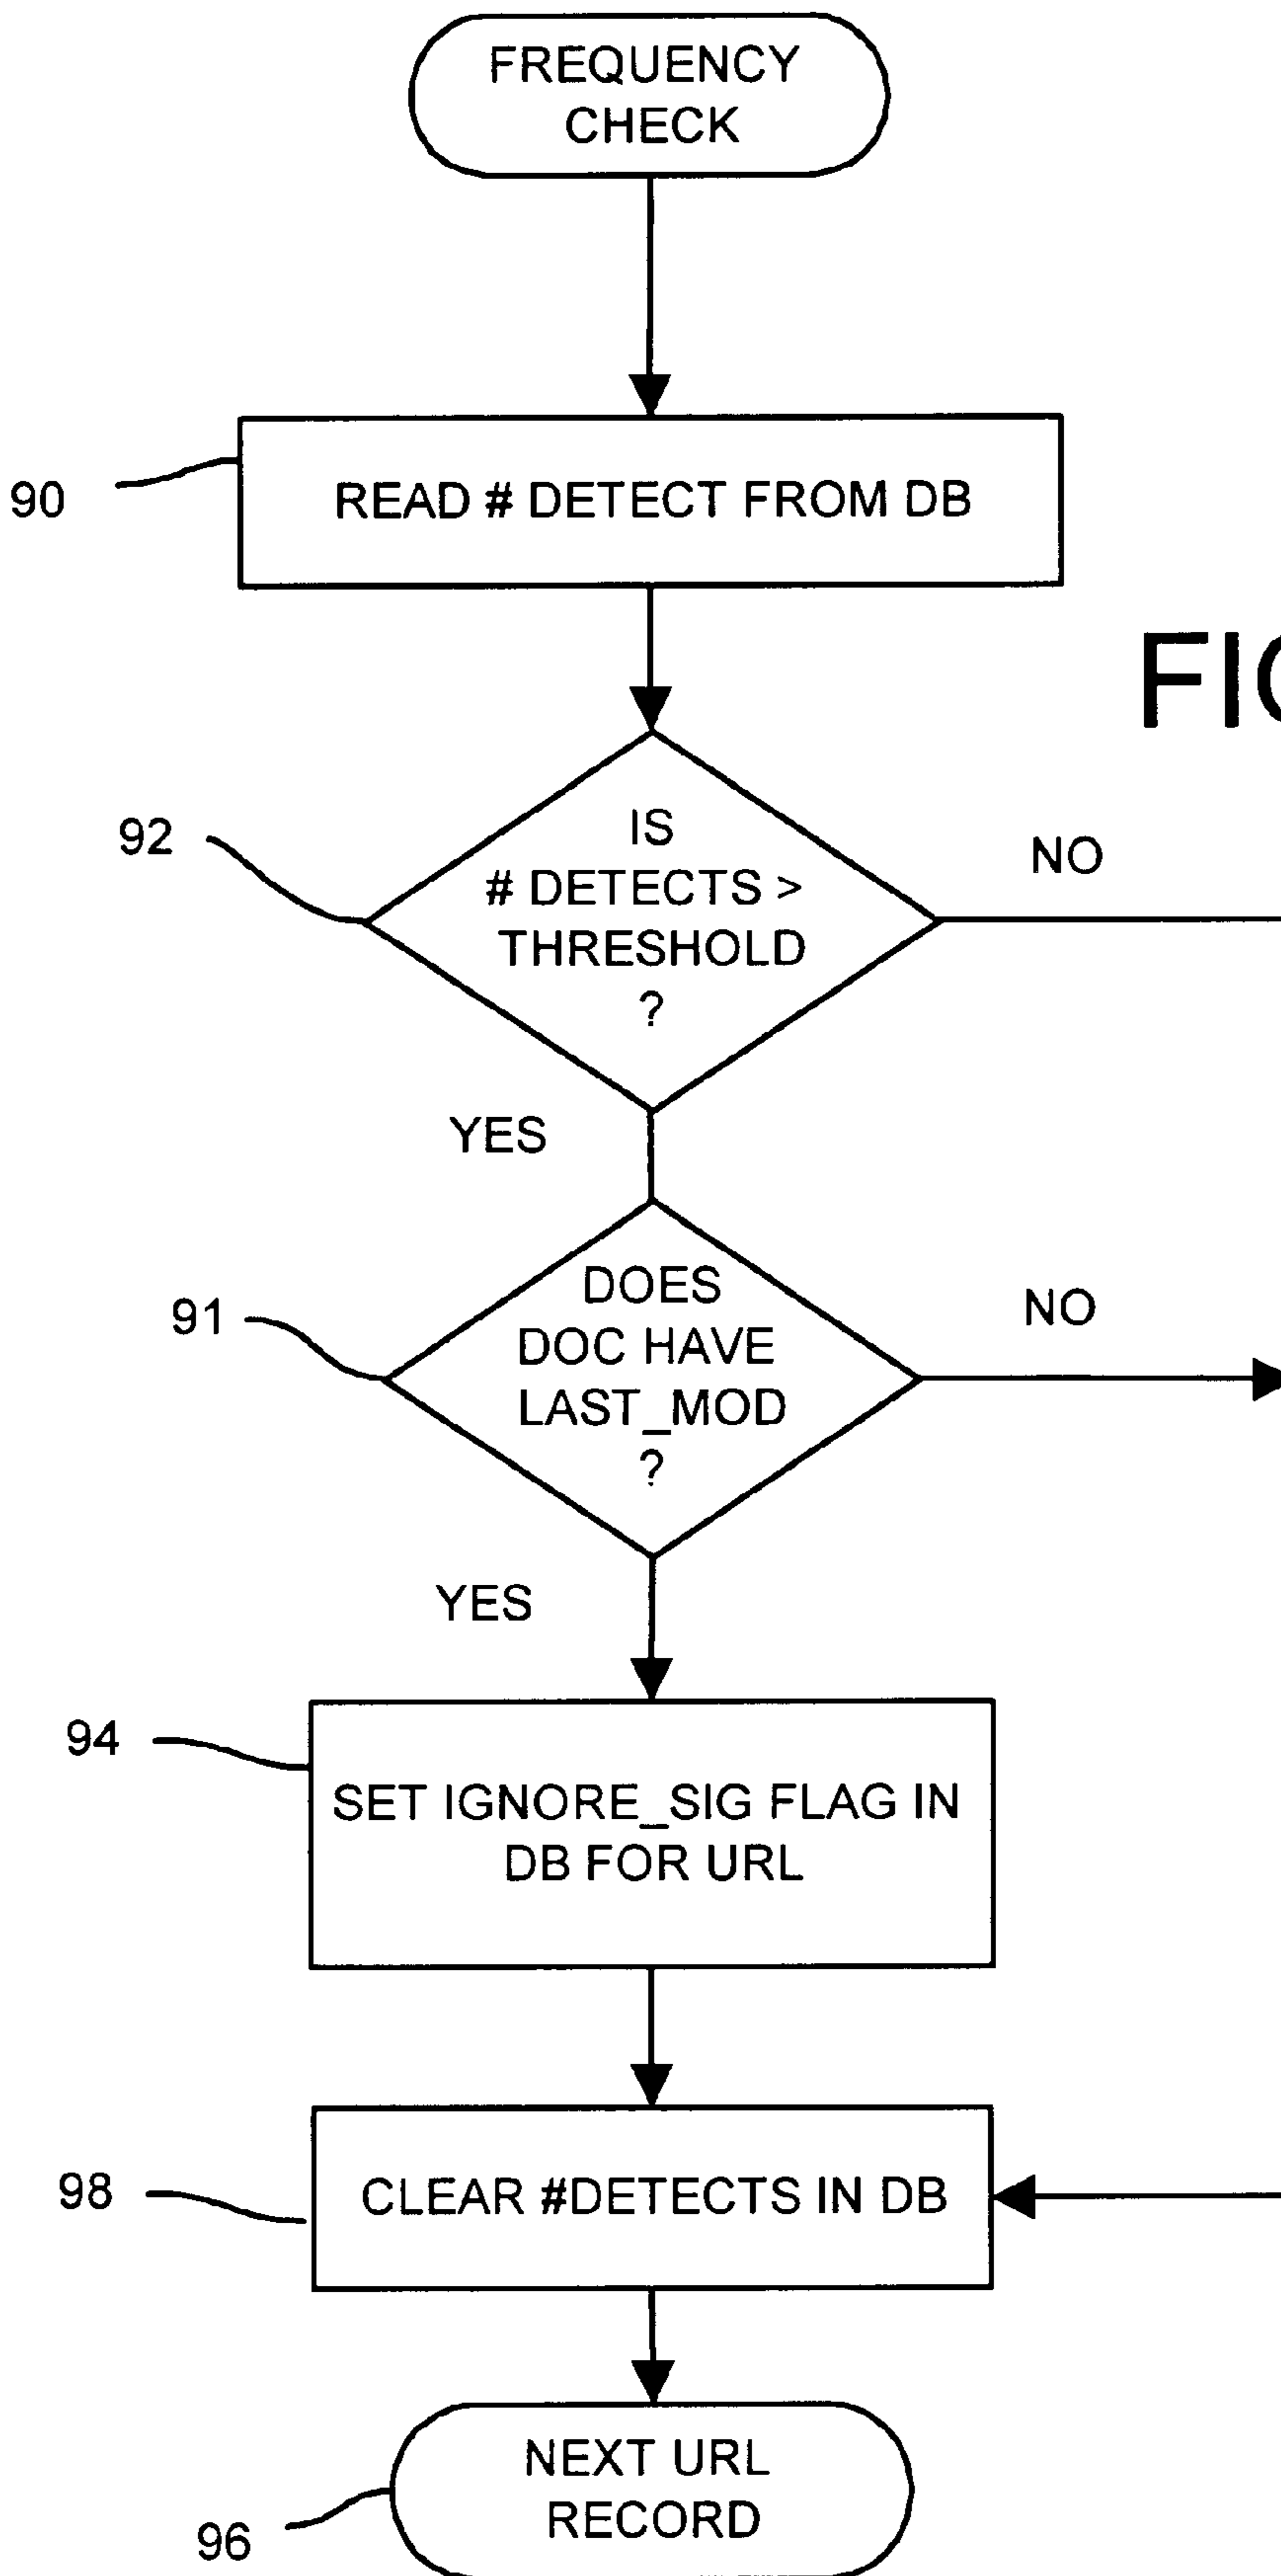 FREQUENCY
CHECK
90
READ # DETECT FROM DB
FIG
92
IS
# DETECTS >
THRESHOLD
?
NO
YES
91
DOES
DOC HAVE
LAST_MOD
?
NO
YES
94
SET IGNORE_SIG FLAG IN
DB FOR URL
98
CLEAR #DETECTS IN DB
NEXT URL
RECORD
96